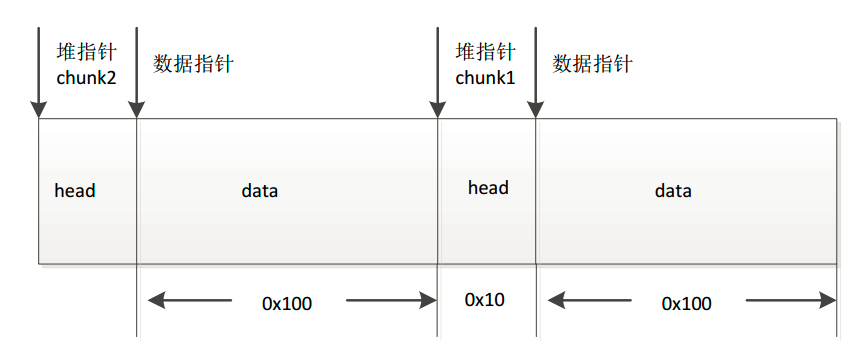 堆指针
chunk2
数据指针
堆指针
chunk1
数据指针
head
data
head
data
0x100
0x10
0x100